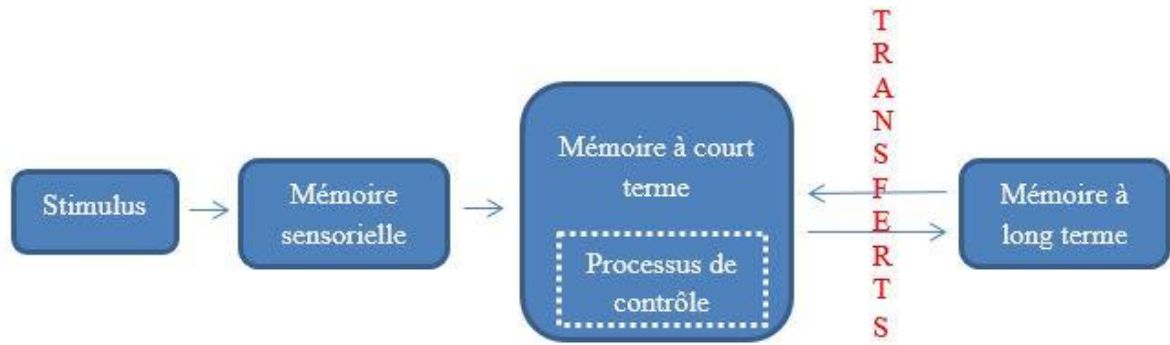 Stimulus
Mémoire
sensorielle
Mémoire à court
terme
Processus de
contrôle
T
R
A
N
S
F
E
R
T
S
Mémoire à
long terme